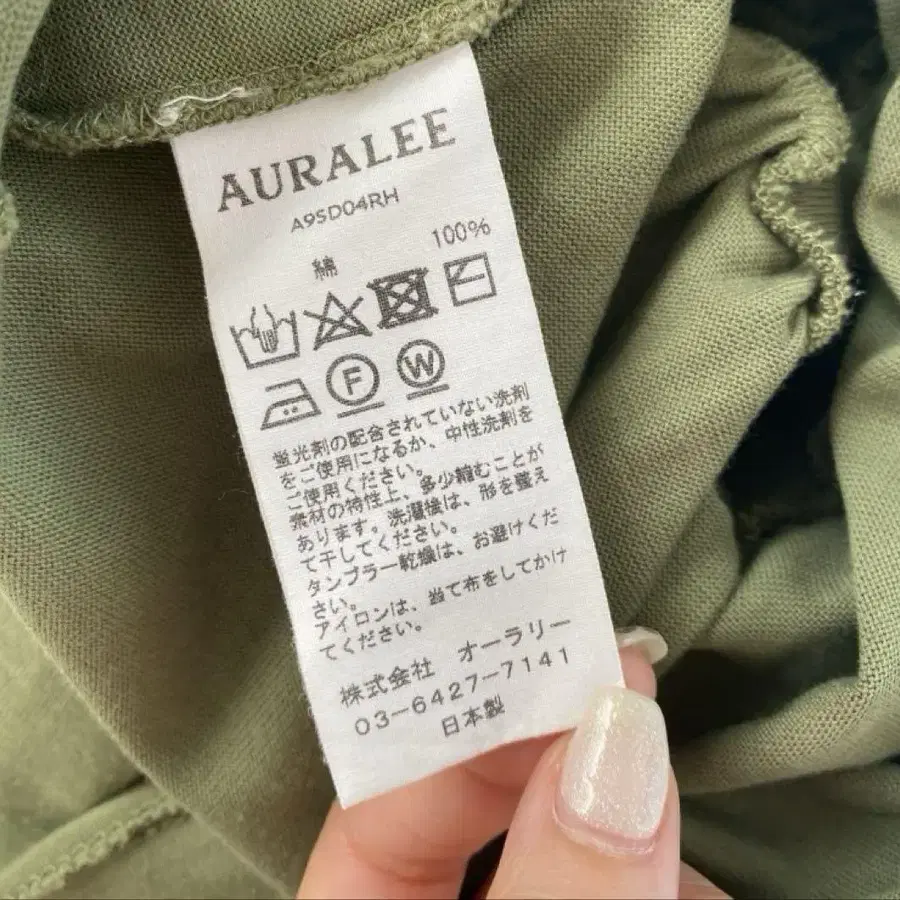 AURALEE
A9SD04RH
綿 100%
F W
蛍光剤の配合されていない洗剤
をご使用になるか、中性洗剤を
ご使用ください。
素材の特性上、多少縮むことが
あります。洗濯後は、形を整え
て干してください。
タンブラー乾燥は、お避けくだ
さい。
アイロンは、当て布をしてかけ
てください。
株式会社 オーラリー
03-6427-7141
日本製